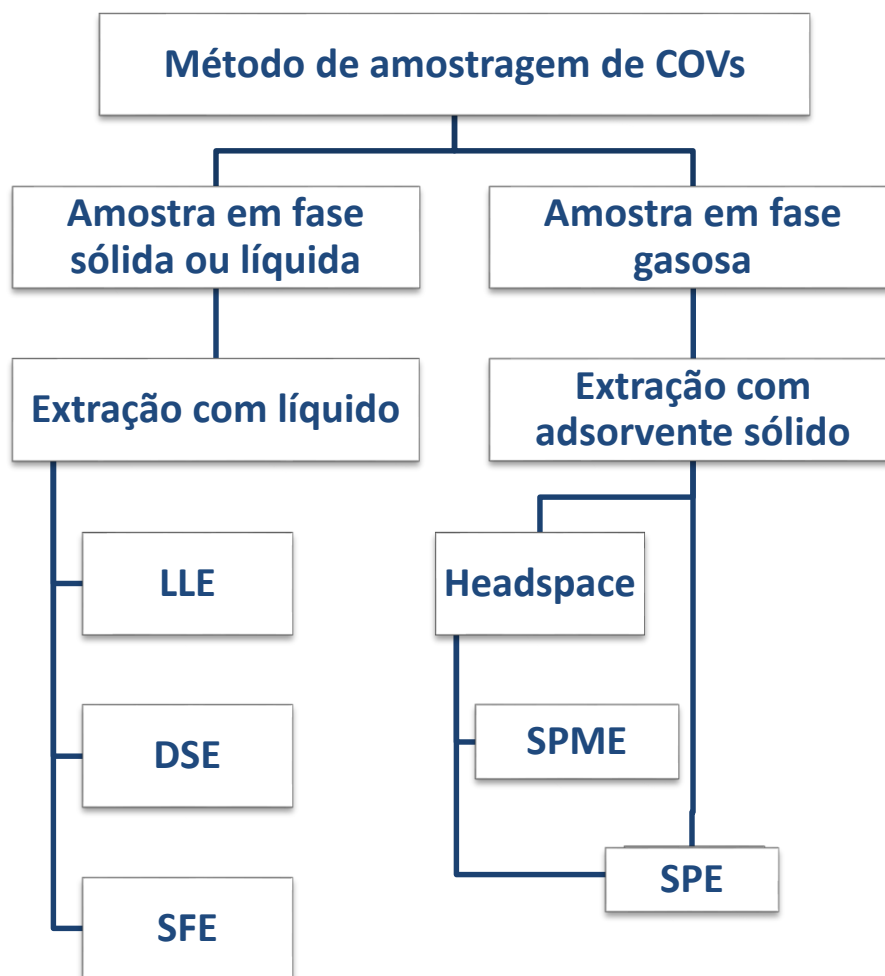 Método de amostragem de COVs
Amostra em fase
sólida ou líquida
Extração com líquido
LLE
DSE
SFE
Amostra em fase
gasosa
Extração com
adsorvente sólido
Headspace
SPME
SPE